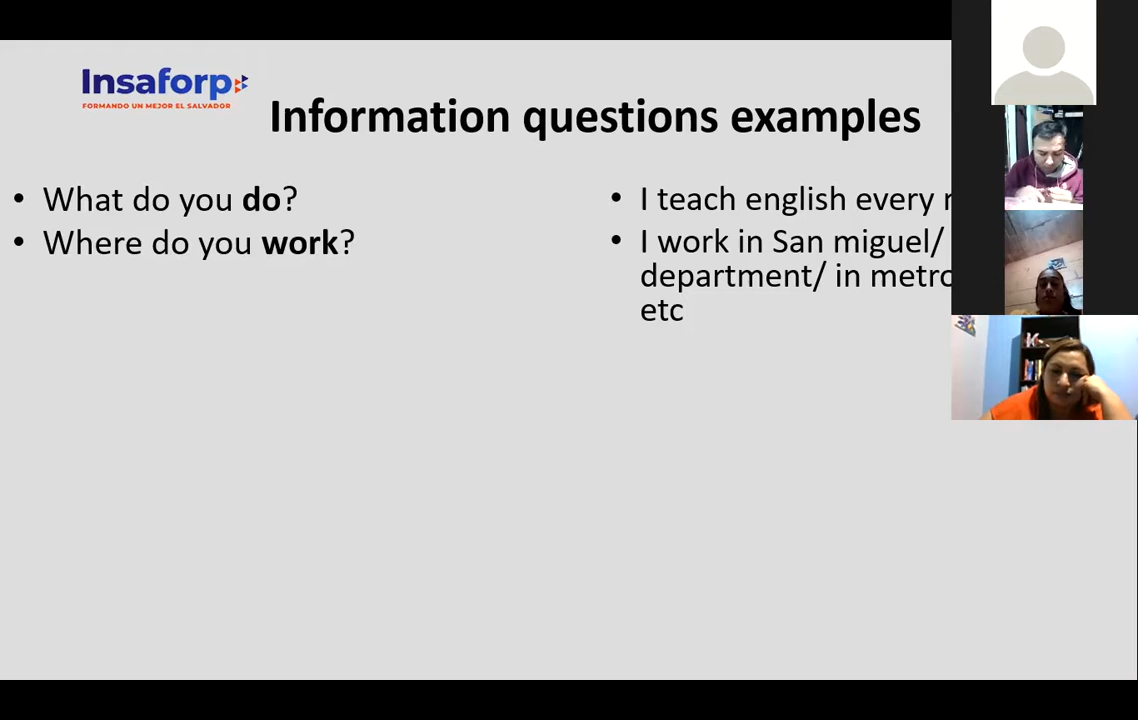 Insaforp
FORMANDO UN MEJOR EL SALVADOR
Information questions examples
• What do you do?
• Where do you work?
• I teach english every
• I work in San miguel/
department/ in metro
etc